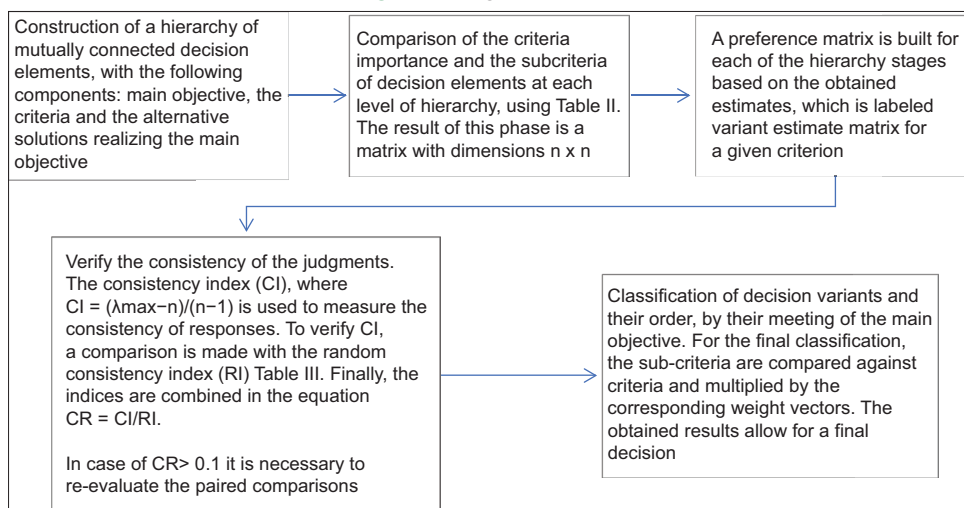 Construction of a hierarchy of
mutually connected decision
elements, with the following
components: main objective, the
criteria and the alternative
solutions realizing the main
objective
Comparison of the criteria
importance and the subcriteria
of decision elements at each
level of hierarchy, using Table II.
The result of this phase is a
matrix with dimensions n x n
A preference matrix is built for
each of the hierarchy stages
based on the obtained
estimates, which is labeled
variant estimate matrix for
a given criterion
Verify the consistency of the judgments.
The consistency index (CI), where
CI = (λmax−n)/(n−1) is used to measure the
consistency of responses. To verify CI,
a comparison is made with the random
consistency index (RI) Table III. Finally, the
indices are combined in the equation
CR = CI/RI.
In case of CR> 0.1 it is necessary to
re-evaluate the paired comparisons
Classification of decision variants and
their order, by their meeting of the main
objective. For the final classification,
the sub-criteria are compared against
criteria and multiplied by the
corresponding weight vectors. The
obtained results allow for a final
decision